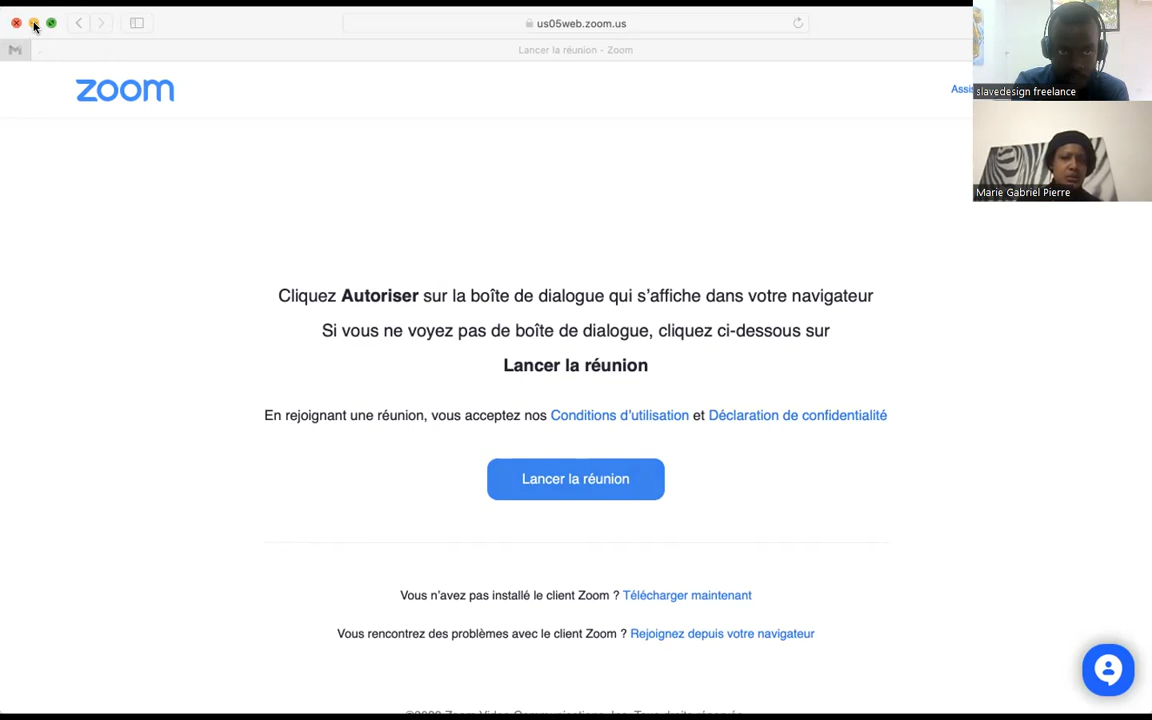 us05web.zoom.us
Lancer la réunion - Zoom
zoom
slavedesign freelance
Marie Gabriel Pierre
Cliquez Autoriser sur la boîte de dialogue qui s'affiche dans votre navigateur
Si vous ne voyez pas de boîte de dialogue, cliquez ci-dessous sur
Lancer la réunion
En rejoignant une réunion, vous acceptez nos Conditions d'utilisation et Déclaration de confidentialité
Lancer la réunion
Vous n'avez pas installé le client Zoom ? Télécharger maintenant
Vous rencontrez des problèmes avec le client Zoom ? Rejoignez depuis votre navigateur